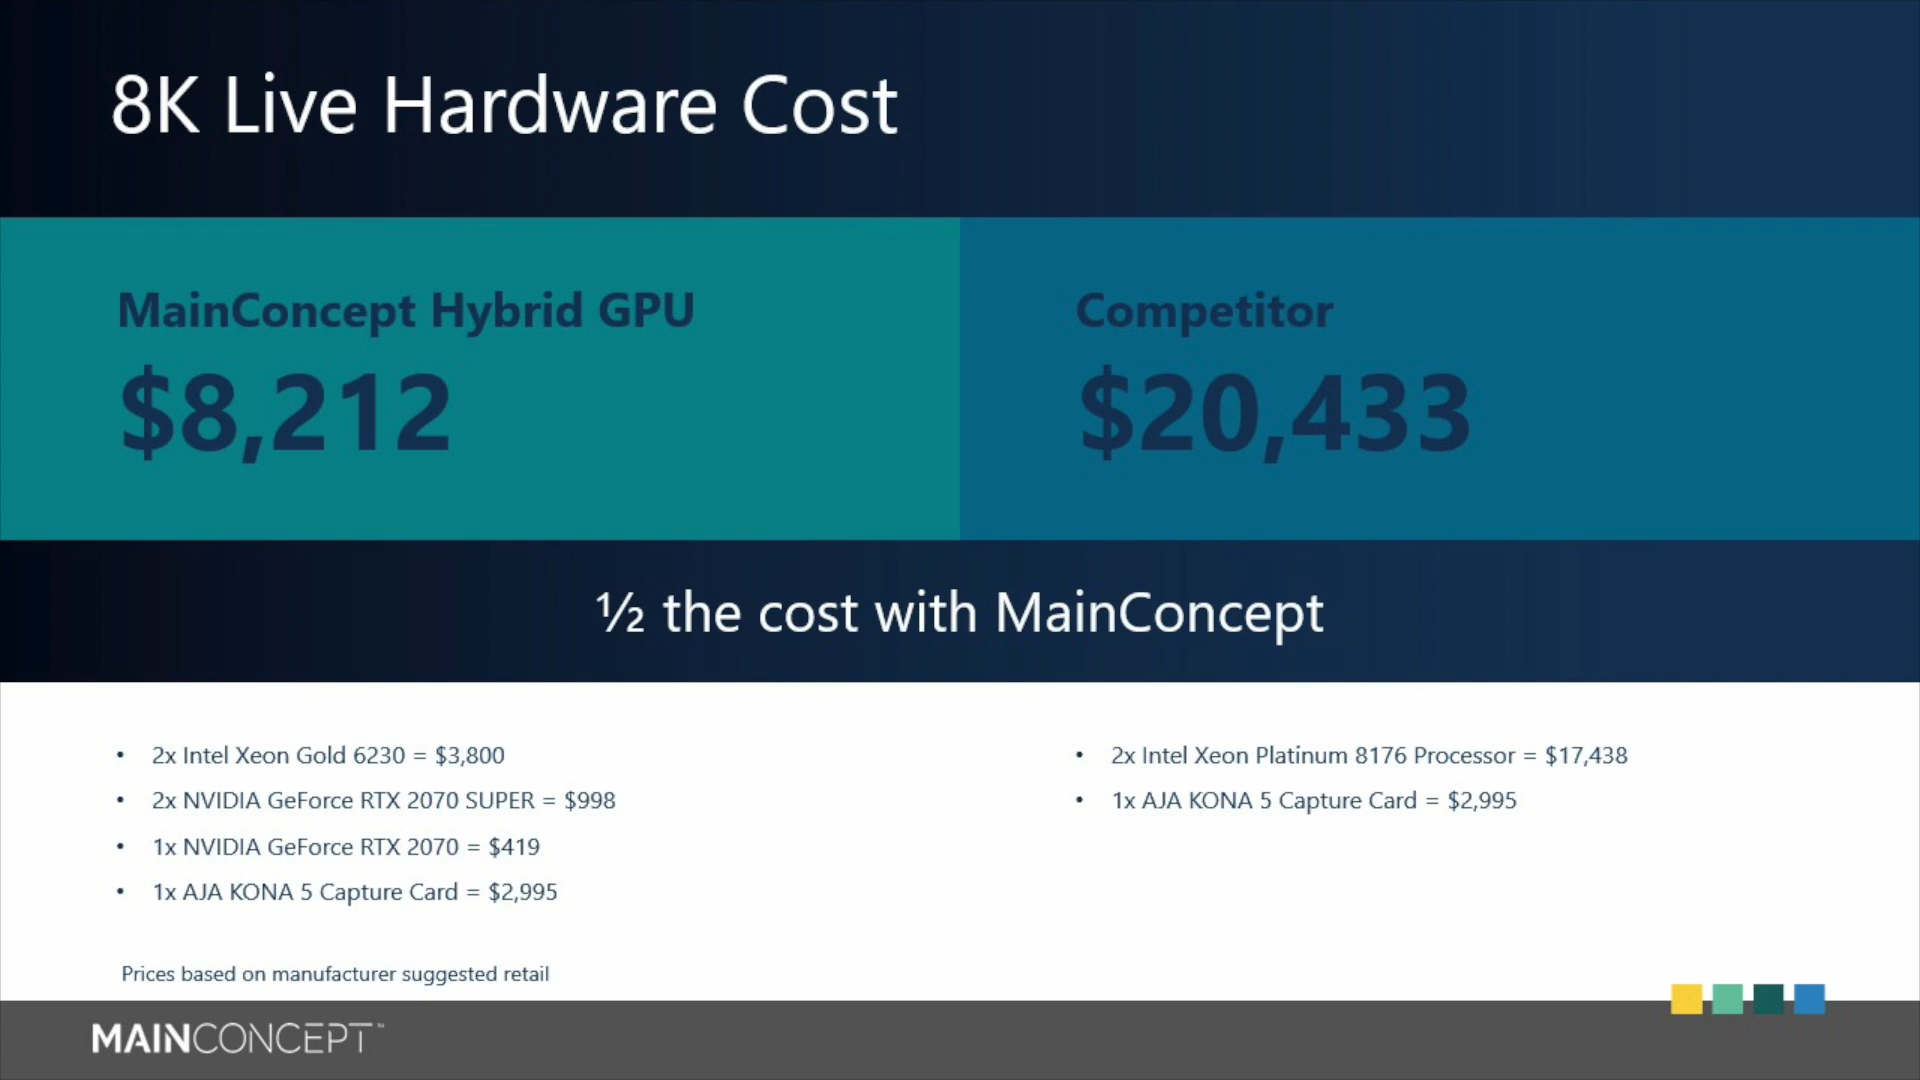 8K Live Hardware Cost
MainConcept Hybrid GPU
$8,212
Competitor
$20,433
½ the cost with MainConcept
• 2x Intel Xeon Gold 6230 = $3,800
• 2x NVIDIA GeForce RTX 2070 SUPER = $998
• 1x NVIDIA GeForce RTX 2070 = $419
• 1x AJA KONA 5 Capture Card = $2,995
• 2x Intel Xeon Platinum 8176 Processor = $17,438
• 1x AJA KONA 5 Capture Card = $2,995
Prices based on manufacturer suggested retail
MAINCONCEPT™